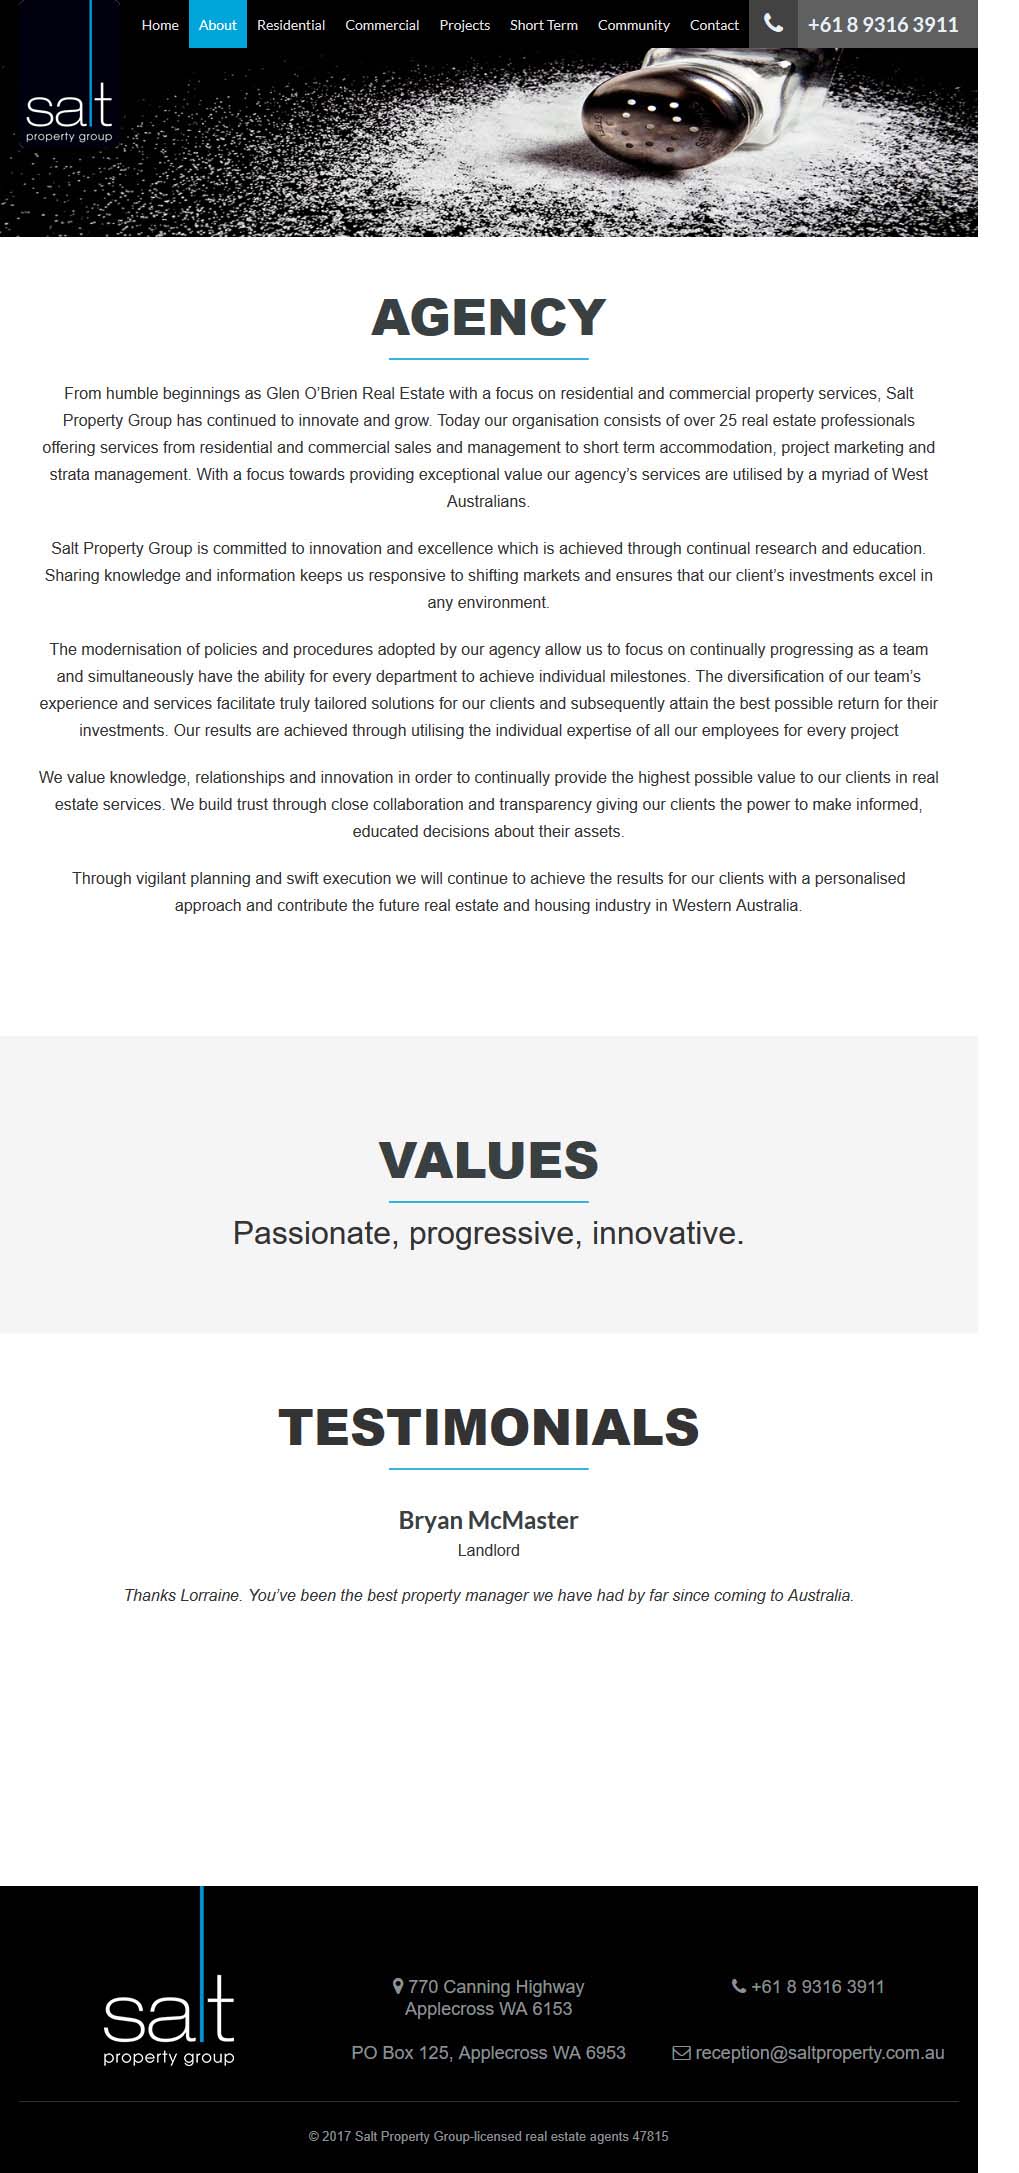 Home About Residential Commercial Projects Short Term Community Contact +61 8 9316 3911
salt
property group
AGENCY
From humble beginnings as Glen O’Brien Real Estate with a focus on residential and commercial property services, Salt
Property Group has continued to innovate and grow. Today our organisation consists of over 25 real estate professionals
offering services from residential and commercial sales and management to short term accommodation, project marketing and
strata management. With a focus towards providing exceptional value our agency’s services are utilised by a myriad of West
Australians.
Salt Property Group is committed to innovation and excellence which is achieved through continual research and education.
Sharing knowledge and information keeps us responsive to shifting markets and ensures that our client’s investments excel in
any environment.
The modernisation of policies and procedures adopted by our agency allow us to focus on continually progressing as a team
and simultaneously have the ability for every department to achieve individual milestones. The diversification of our team’s
experience and services facilitate truly tailored solutions for our clients and subsequently attain the best possible return for their
investments. Our results are achieved through utilising the individual expertise of all our employees for every project
We value knowledge, relationships and innovation in order to continually provide the highest possible value to our clients in real
estate services. We build trust through close collaboration and transparency giving our clients the power to make informed,
educated decisions about their assets.
Through vigilant planning and swift execution we will continue to achieve the results for our clients with a personalised
approach and contribute the future real estate and housing industry in Western Australia.
VALUES
Passionate, progressive, innovative.
TESTIMONIALS
Bryan McMaster
Landlord
Thanks Lorraine. You’ve been the best property manager we have had by far since coming to Australia.
salt
property group
770 Canning Highway
Applecross WA 6153
PO Box 125, Applecross WA 6953
+61 8 9316 3911
reception@saltproperty.com.au
© 2017 Salt Property Group-licensed real estate agents 47815